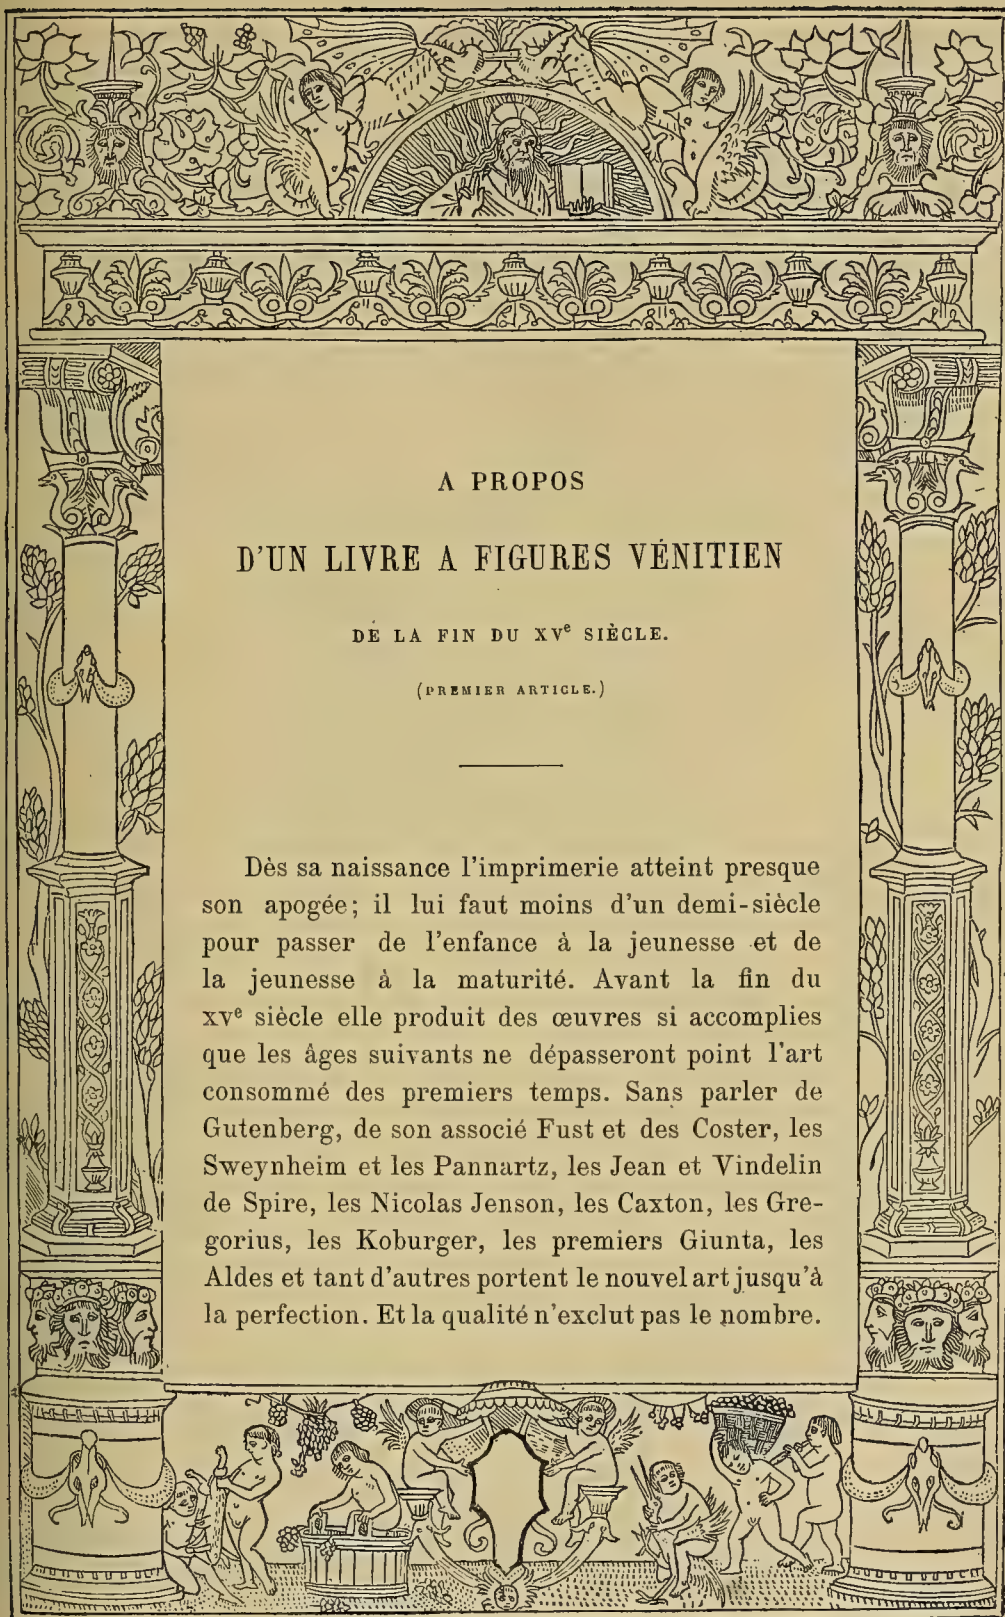 A PROPOS
D'UN LIVRE A FIGURES VÉNITIEN
DE LA FIN DU XVe SIÈCLE.
(PREMIER ARTICLE.)
Dès sa naissance l'imprimerie atteint presque
son apogée; il lui faut moins d'un demi-siècle
pour passer de l'enfance à la jeunesse et de
la jeunesse à la maturité. Avant la fin du
XVe siècle elle produit des œuvres si accomplies
que les âges suivants ne dépasseront point l'art
consommé des premiers temps. Sans parler de
Gutenberg, de son associé Fust et des Coster, les
Sweynheim et les Pannartz, les Jean et Vindelin
de Spire, les Nicolas Jenson, les Caxton, les Gre-
gorius, les Koburger, les premiers Giunta, les
Aldes et tant d'autres portent le nouvel art jusqu'à
la perfection. Et la qualité n'exclut pas le nombre.